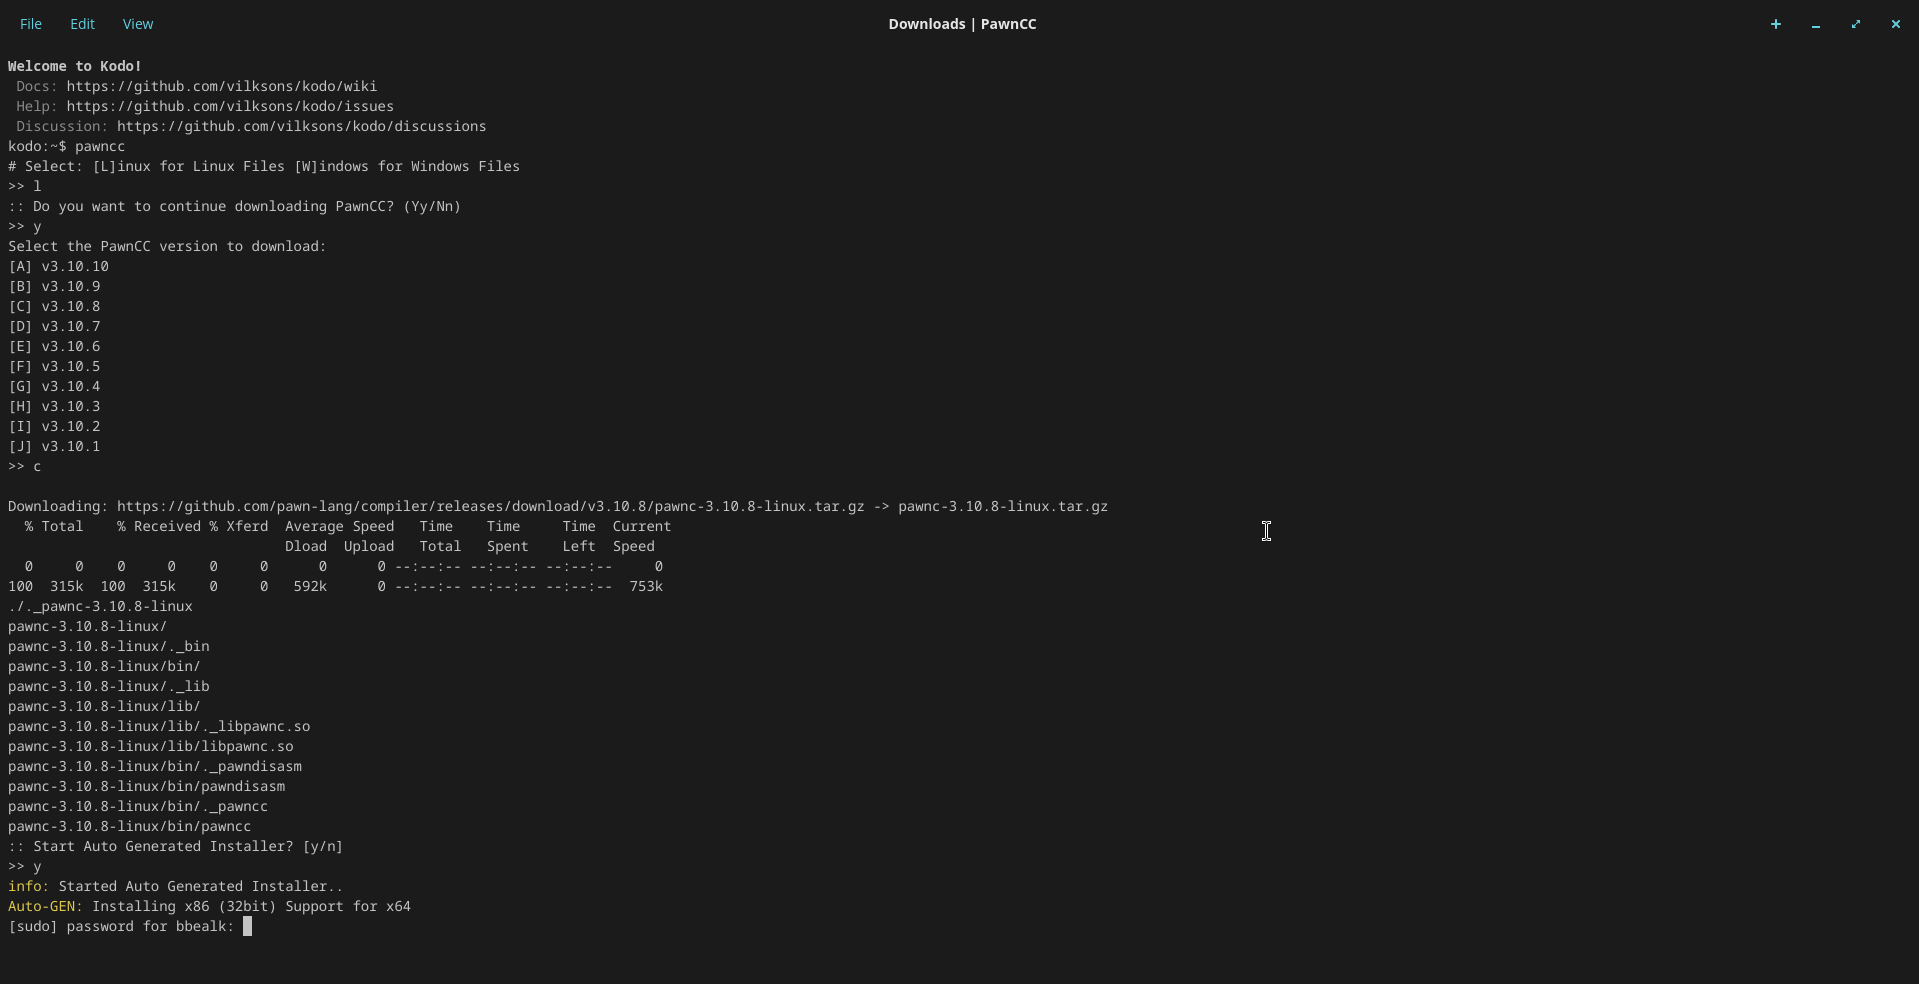 File Edit View Downloads | PawnCC
Welcome to Kodo!
Docs: https://github.com/vilksons/kodo/wiki
Help: https://github.com/vilksons/kodo/issues
Discussion: https://github.com/vilksons/kodo/discussions
kodo:~$ pawncc
# Select: [L]inux for Linux Files [W]indows for Windows Files
>> l
:: Do you want to continue downloading PawnCC? (Yy/Nn)
>> y
Select the PawnCC version to download:
[A] v3.10.10
[B] v3.10.9
[C] v3.10.8
[D] v3.10.7
[E] v3.10.6
[F] v3.10.5
[G] v3.10.4
[H] v3.10.3
[I] v3.10.2
[J] v3.10.1
>> c
Downloading: https://github.com/pawn-lang/compiler/releases/download/v3.10.8/pawnc-3.10.8-linux.tar.gz -> pawnc-3.10.8-linux.tar.gz
% Total % Received % Xferd Average Speed Time Time Time Current
Dload Upload Total Spent Left Speed
0 0 0 0 0 0 0 0 --:--:-- --:--:-- --:--:-- 0
100 315k 100 315k 0 0 592k 0 --:--:-- --:--:-- --:--:-- 753k
./._pawnc-3.10.8-linux
pawnc-3.10.8-linux/
pawnc-3.10.8-linux/._bin
pawnc-3.10.8-linux/bin/
pawnc-3.10.8-linux/._lib
pawnc-3.10.8-linux/lib/
pawnc-3.10.8-linux/lib/._libpawnc.so
pawnc-3.10.8-linux/lib/libpawnc.so
pawnc-3.10.8-linux/bin/._pawndisasm
pawnc-3.10.8-linux/bin/pawndisasm
pawnc-3.10.8-linux/bin/._pawncc
pawnc-3.10.8-linux/bin/pawncc
:: Start Auto Generated Installer? [y/n]
>> y
info: Started Auto Generated Installer..
Auto-GEN: Installing x86 (32bit) Support for x64
[sudo] password for bbealk: